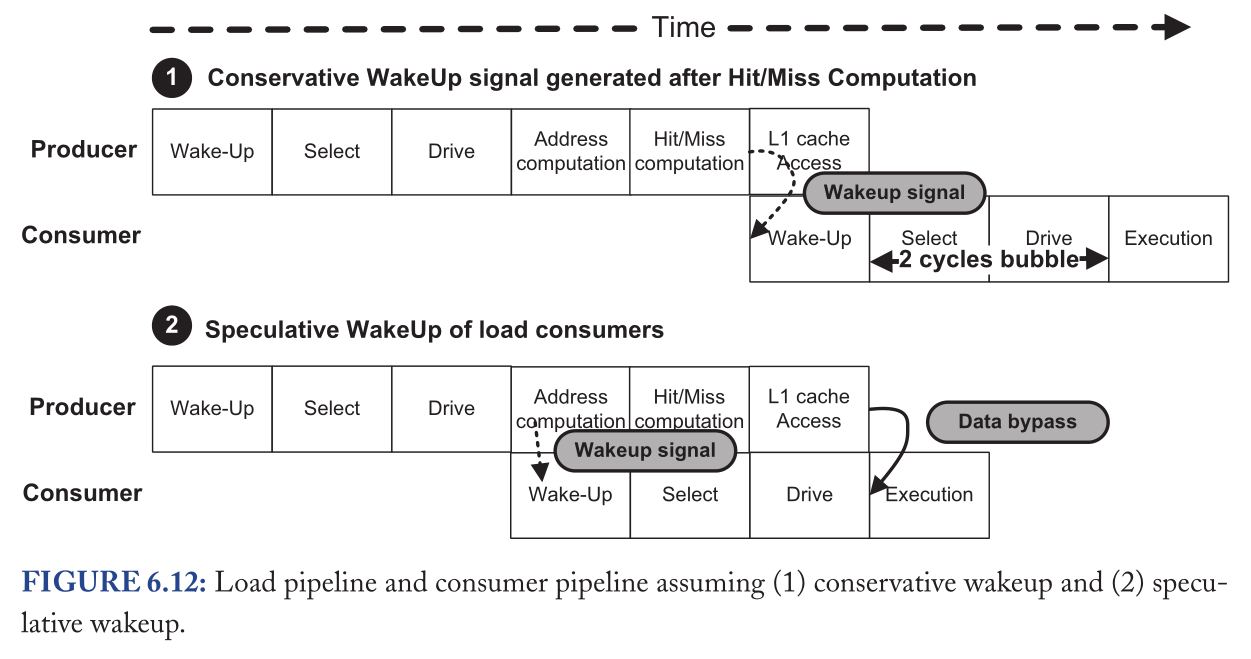 Time
1 Conservative WakeUp signal generated after Hit/Miss Computation
Producer
Wake-Up
Select
Drive
Address
computation
Hit/Miss
computation
L1 cache
Access
Wakeup signal
Consumer
Wake-Up
Select
Drive
Execution
2 cycles bubble
2 Speculative WakeUp of load consumers
Producer
Wake-Up
Select
Drive
Address
computation
Hit/Miss
computation
L1 cache
Access
Data bypass
Wakeup signal
Consumer
Wake-Up
Select
Drive
Execution
FIGURE 6.12: Load pipeline and consumer pipeline assuming (1) conservative wakeup and (2) specu-
lative wakeup.